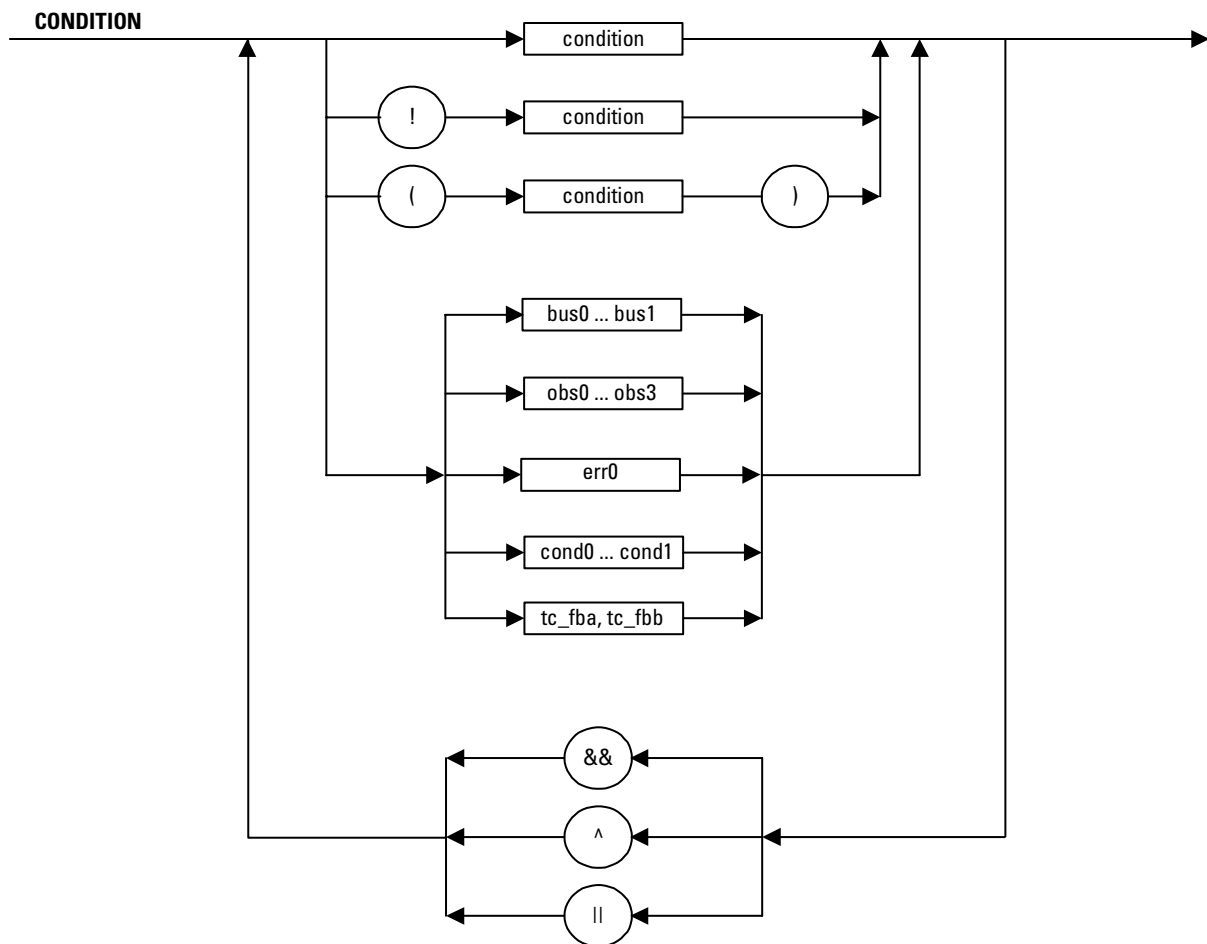 CONDITION
condition
! condition
( condition )
bus0 ... bus1
obs0 ... obs3
err0
cond0 ... cond1
tc_fba, tc_fbb
&&
^
||